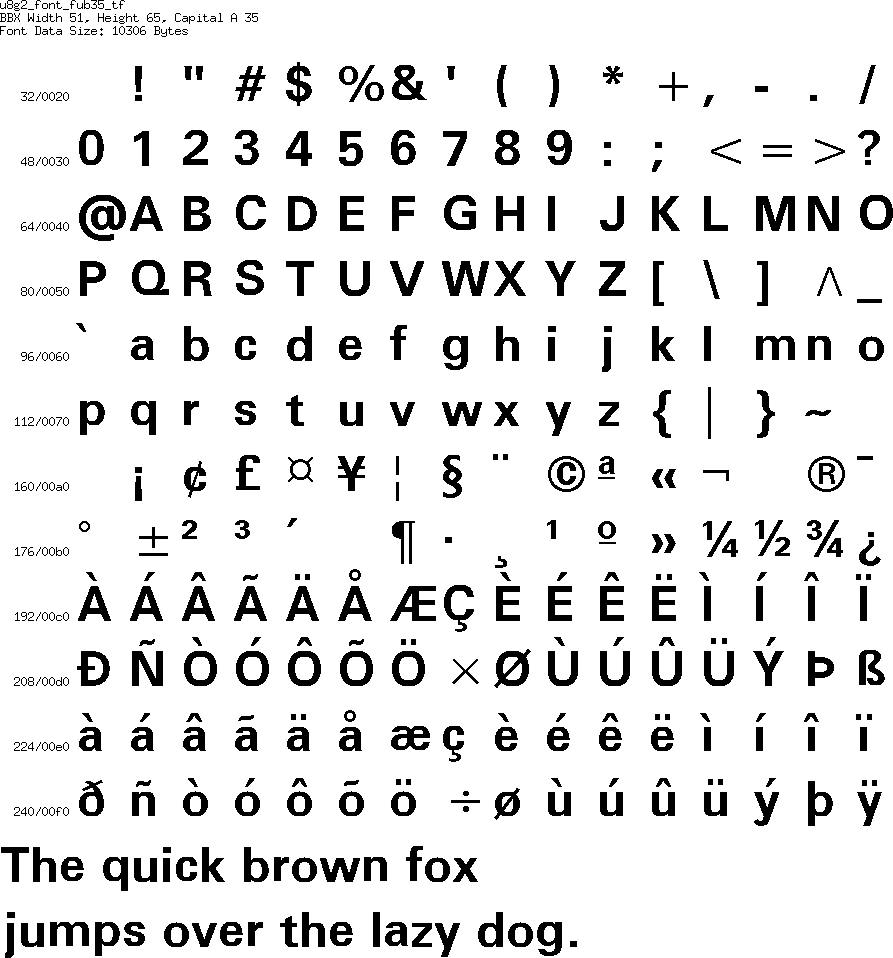 u8g2_font_fub35_tf
BBX Width 51, Height 65, Capital A 35
Font Data Size: 10306 Bytes
32/0020 ! " # $ % & ' ( ) * + , - . /
48/0030 0 1 2 3 4 5 6 7 8 9 : ; < = > ?
64/0040 @ A B C D E F G H I J K L M N O
80/0050 P Q R S T U V W X Y Z [ \ ] ^ _
96/0060 ` a b c d e f g h i j k l m n o
112/0070 p q r s t u v w x y z { | } ~
160/00a0 ¡ ¢ £ ¤ ¥ ¦ § ¨ © ª « ¬ ® ¯
176/00b0 ° ± ² ³ ´ ¶ · ¸ ¹ º » ¼ ½ ¾ ¿
192/00c0 À Á Â Ã Ä Å Æ Ç È É Ê Ë Ì Í Î Ï
208/00d0 Ð Ñ Ò Ó Ô Õ Ö × Ø Ù Ú Û Ü Ý Þ ß
224/00e0 à á â ã ä å æ ç è é ê ë ì í î ï
240/00f0 ð ñ ò ó ô õ ö ÷ ø ù ú û ü ý þ ÿ
The quick brown fox
jumps over the lazy dog.